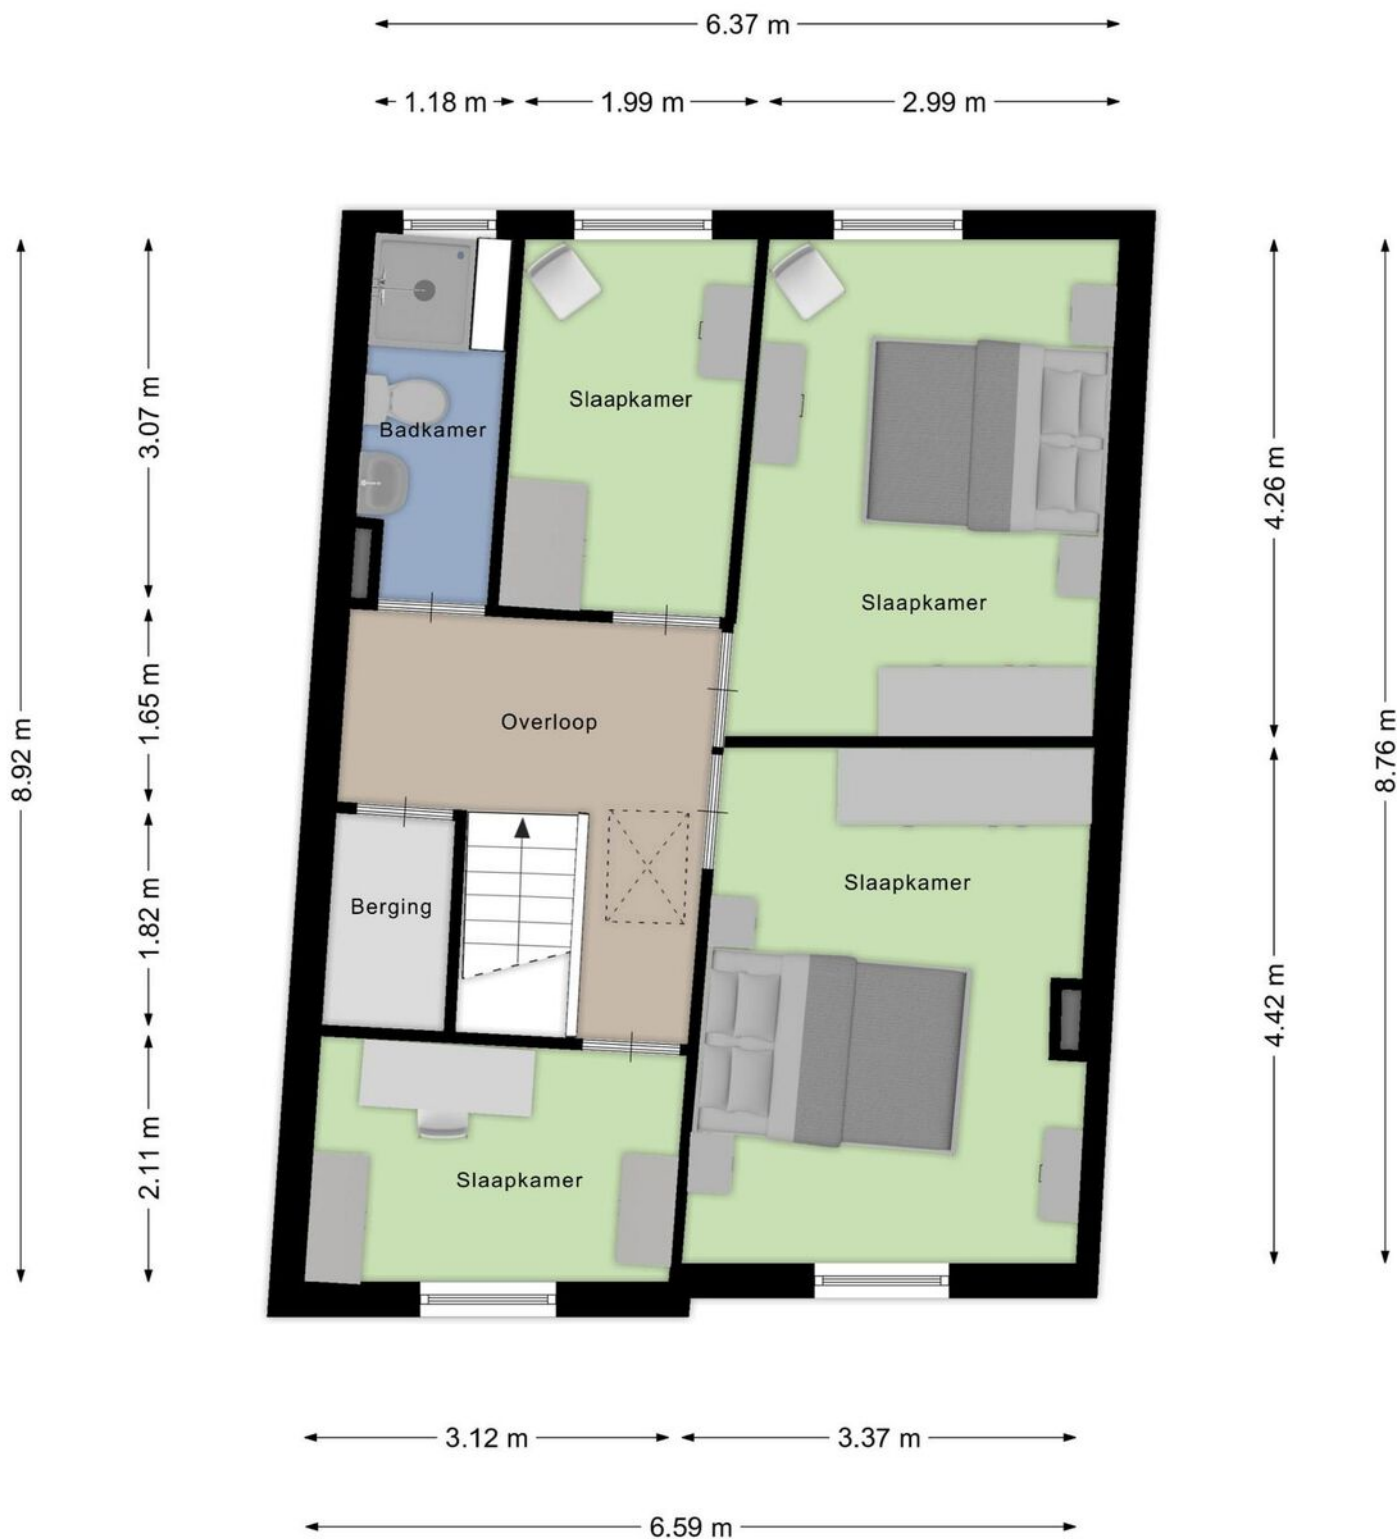 6.37 m
1.18 m
1.99 m
2.99 m
8.92 m
3.07 m
1.65 m
1.82 m
2.11 m
Badkamer
Slaapkamer
Slaapkamer
Overloop
Slaapkamer
Berging
Slaapkamer
4.26 m
4.42 m
8.76 m
3.12 m
3.37 m
6.59 m